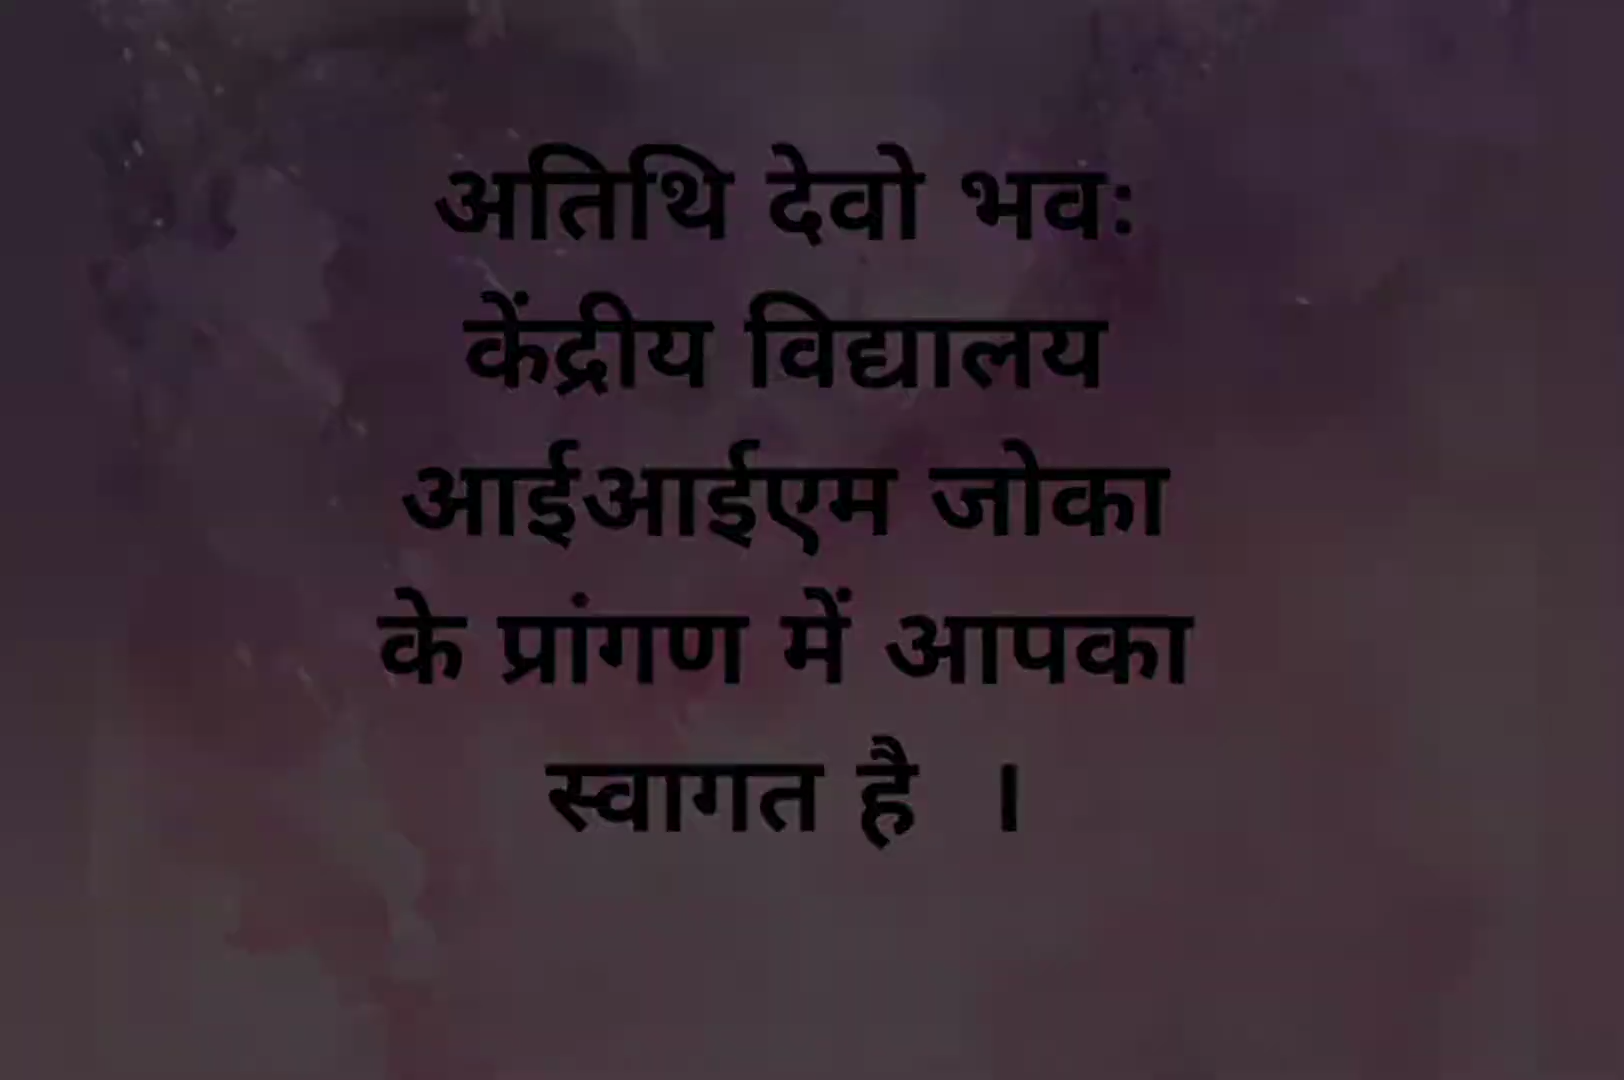 अतिथि देवो भवः
केंद्रीय विद्यालय
आईआईएम जोका
के प्रांगण में आपका
स्वागत है ।